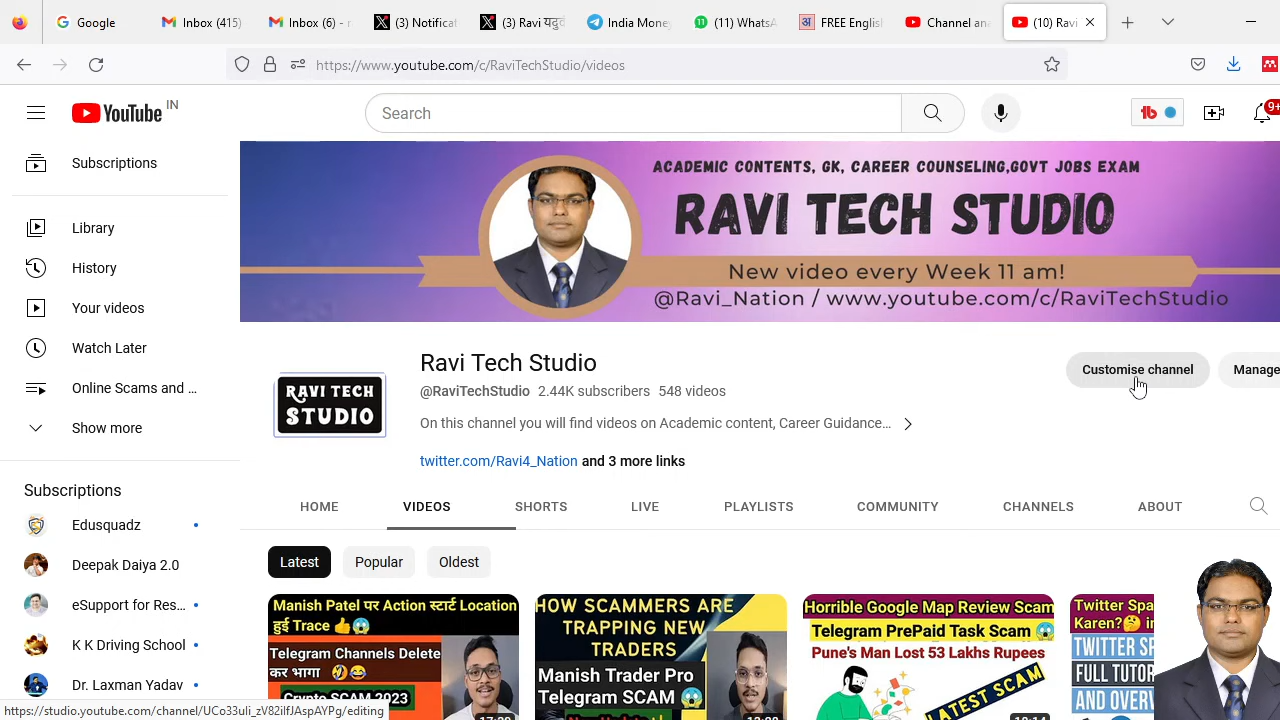 Google
Inbox (415)
Inbox (6) - r
(3) Notificat
(3) Ravi यदुव
India Mone
(11) WhatsA
FREE Englis
Channel an
(10) Ravi
https://www.youtube.com/c/RaviTechStudio/videos
YouTube IN
Search
9+
Subscriptions
Library
History
Your videos
Watch Later
Online Scams and ...
Show more
Subscriptions
Edusquadz
Deepak Daiya 2.0
eSupport for Res...
K K Driving School
Dr. Laxman Yadav
ACADEMIC CONTENTS, GK, CAREER COUNSELING,GOVT JOBS EXAM
RAVI TECH STUDIO
New video every Week 11 am!
@Ravi_Nation / www.youtube.com/c/RaviTechStudio
RAVI TECH
STUDIO
Ravi Tech Studio
@RaviTechStudio 2.44K subscribers 548 videos
On this channel you will find videos on Academic content, Career Guidance...
twitter.com/Ravi4_Nation and 3 more links
Customise channel
Manage
HOME VIDEOS SHORTS LIVE PLAYLISTS COMMUNITY CHANNELS ABOUT
Latest Popular Oldest
Manish Patel पर Action स्टार्ट Location
हुई Trace
Telegram Channels Delete
कर भागा
Crypto SCAM 2023
HOW SCAMMERS ARE
TRAPPING NEW
TRADERS
Manish Trader Pro
Telegram SCAM
Horrible Google Map Review Scam
Telegram PrePaid Task Scam
Pune's Man Lost 53 Lakhs Rupees
LATEST SCAM
Twitter Spa
Karen? in
TWITTER SP
FULL TUTOR
AND OVERV